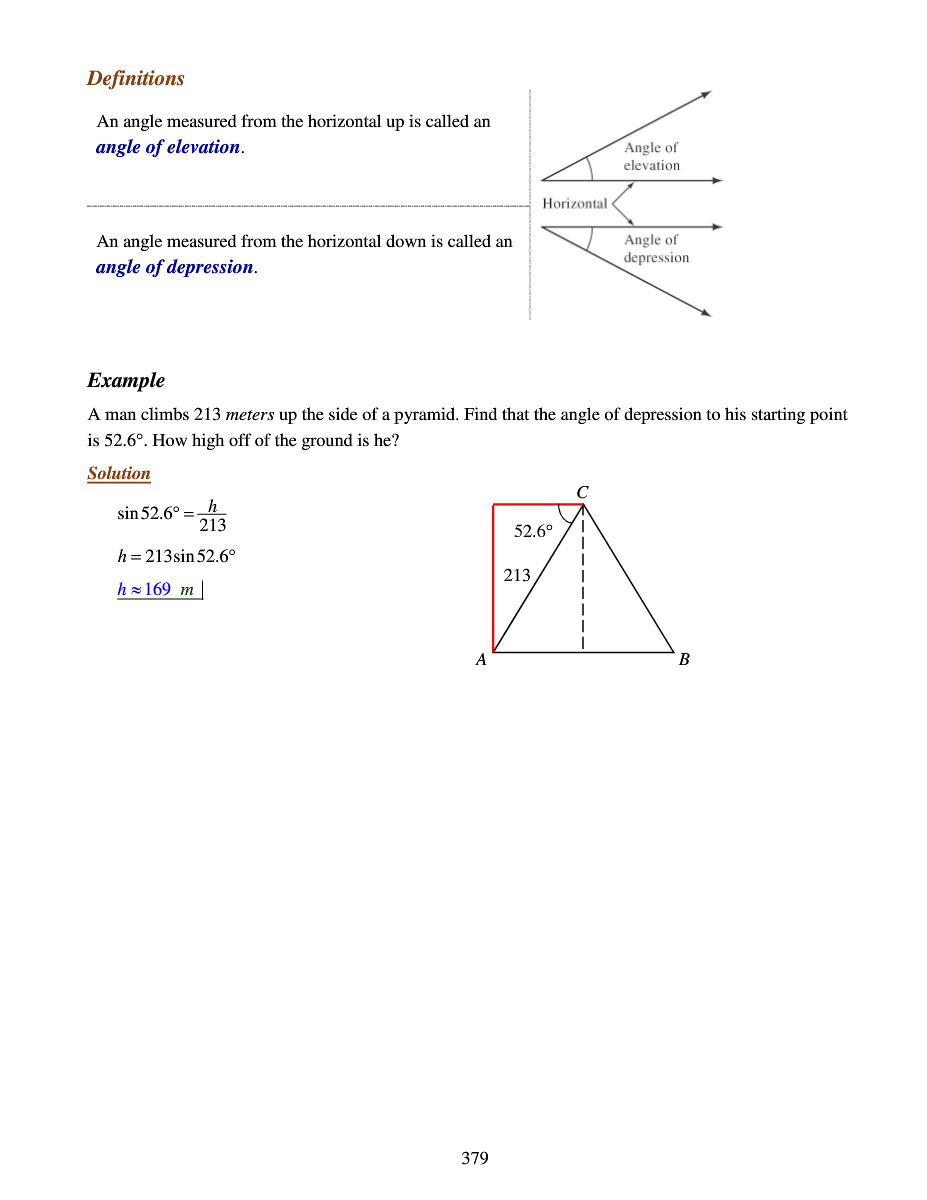 Definitions
An angle measured from the horizontal up is called an
angle of elevation.
An angle measured from the horizontal down is called an
angle of depression.
Angle of
elevation
Horizontal
Angle of
depression
Example
A man climbs 213 meters up the side of a pyramid. Find that the angle of depression to his starting point
is 52.6°. How high off of the ground is he?
Solution
sin 52.6° = h/213
h = 213 sin 52.6°
h ≈ 169 m
C
52.6°
213
A
B
379